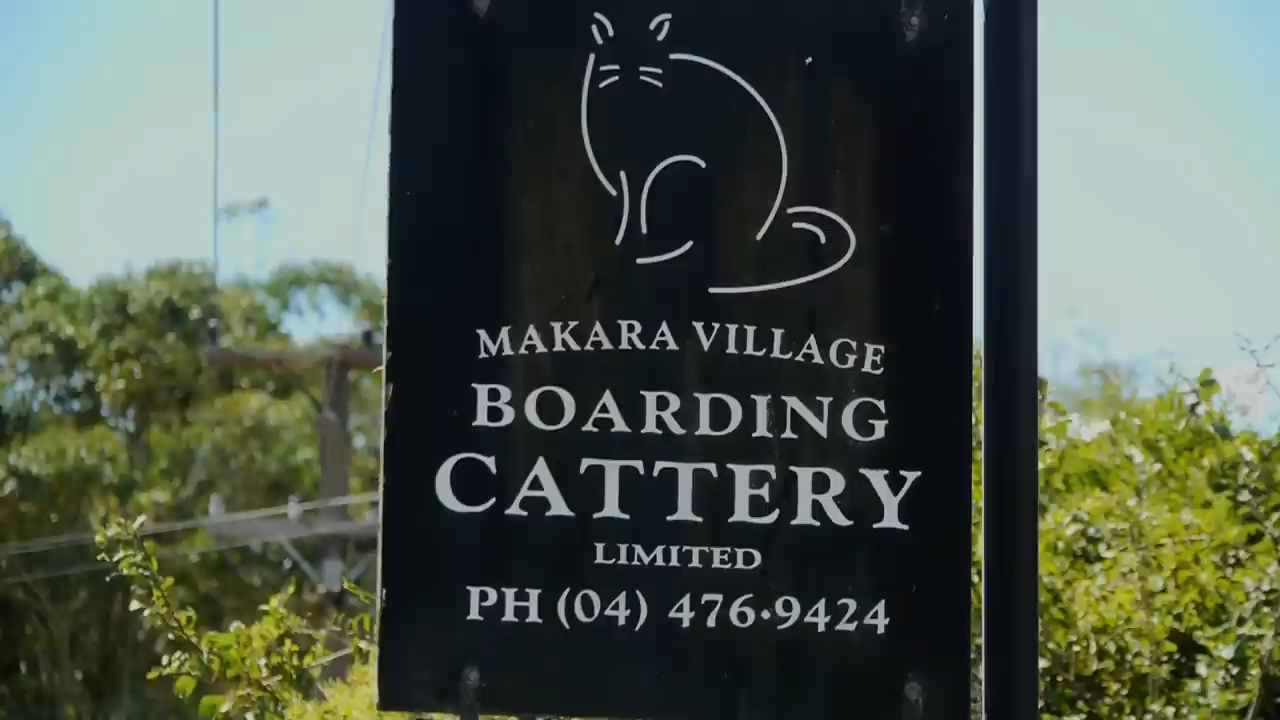 MAKARA VILLAGE
BOARDING
CATTERY
LIMITED
PH (04) 476•9424